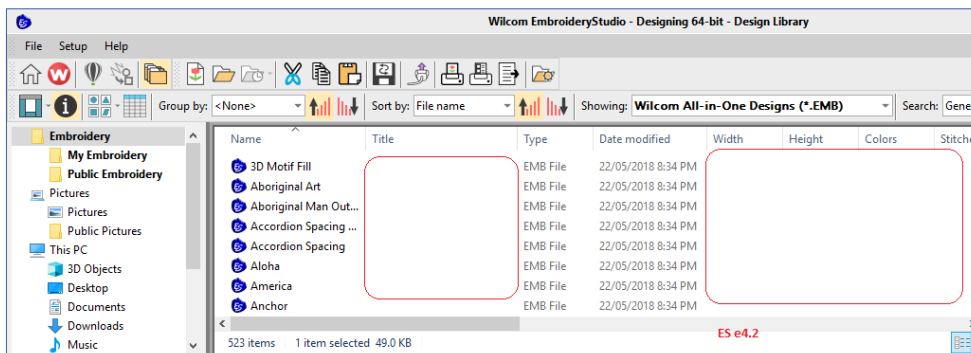 Wilcom EmbroideryStudio - Designing 64-bit - Design Library
File Setup Help
Group by: <None> Sort by: File name Showing: Wilcom All-in-One Designs (*.EMB) Search: Gene
Embroidery
My Embroidery
Public Embroidery
Pictures
Pictures
Public Pictures
This PC
3D Objects
Desktop
Documents
Downloads
Music
Name Title Type Date modified Width Height Colors Stitche
3D Motif Fill EMB File 22/05/2018 8:34 PM
Aboriginal Art EMB File 22/05/2018 8:34 PM
Aboriginal Man Out... EMB File 22/05/2018 8:34 PM
Accordion Spacing ... EMB File 22/05/2018 8:34 PM
Accordion Spacing EMB File 22/05/2018 8:34 PM
Aloha EMB File 22/05/2018 8:34 PM
America EMB File 22/05/2018 8:34 PM
Anchor EMB File 22/05/2018 8:34 PM
ES e4.2
523 items 1 item selected 49.0 KB